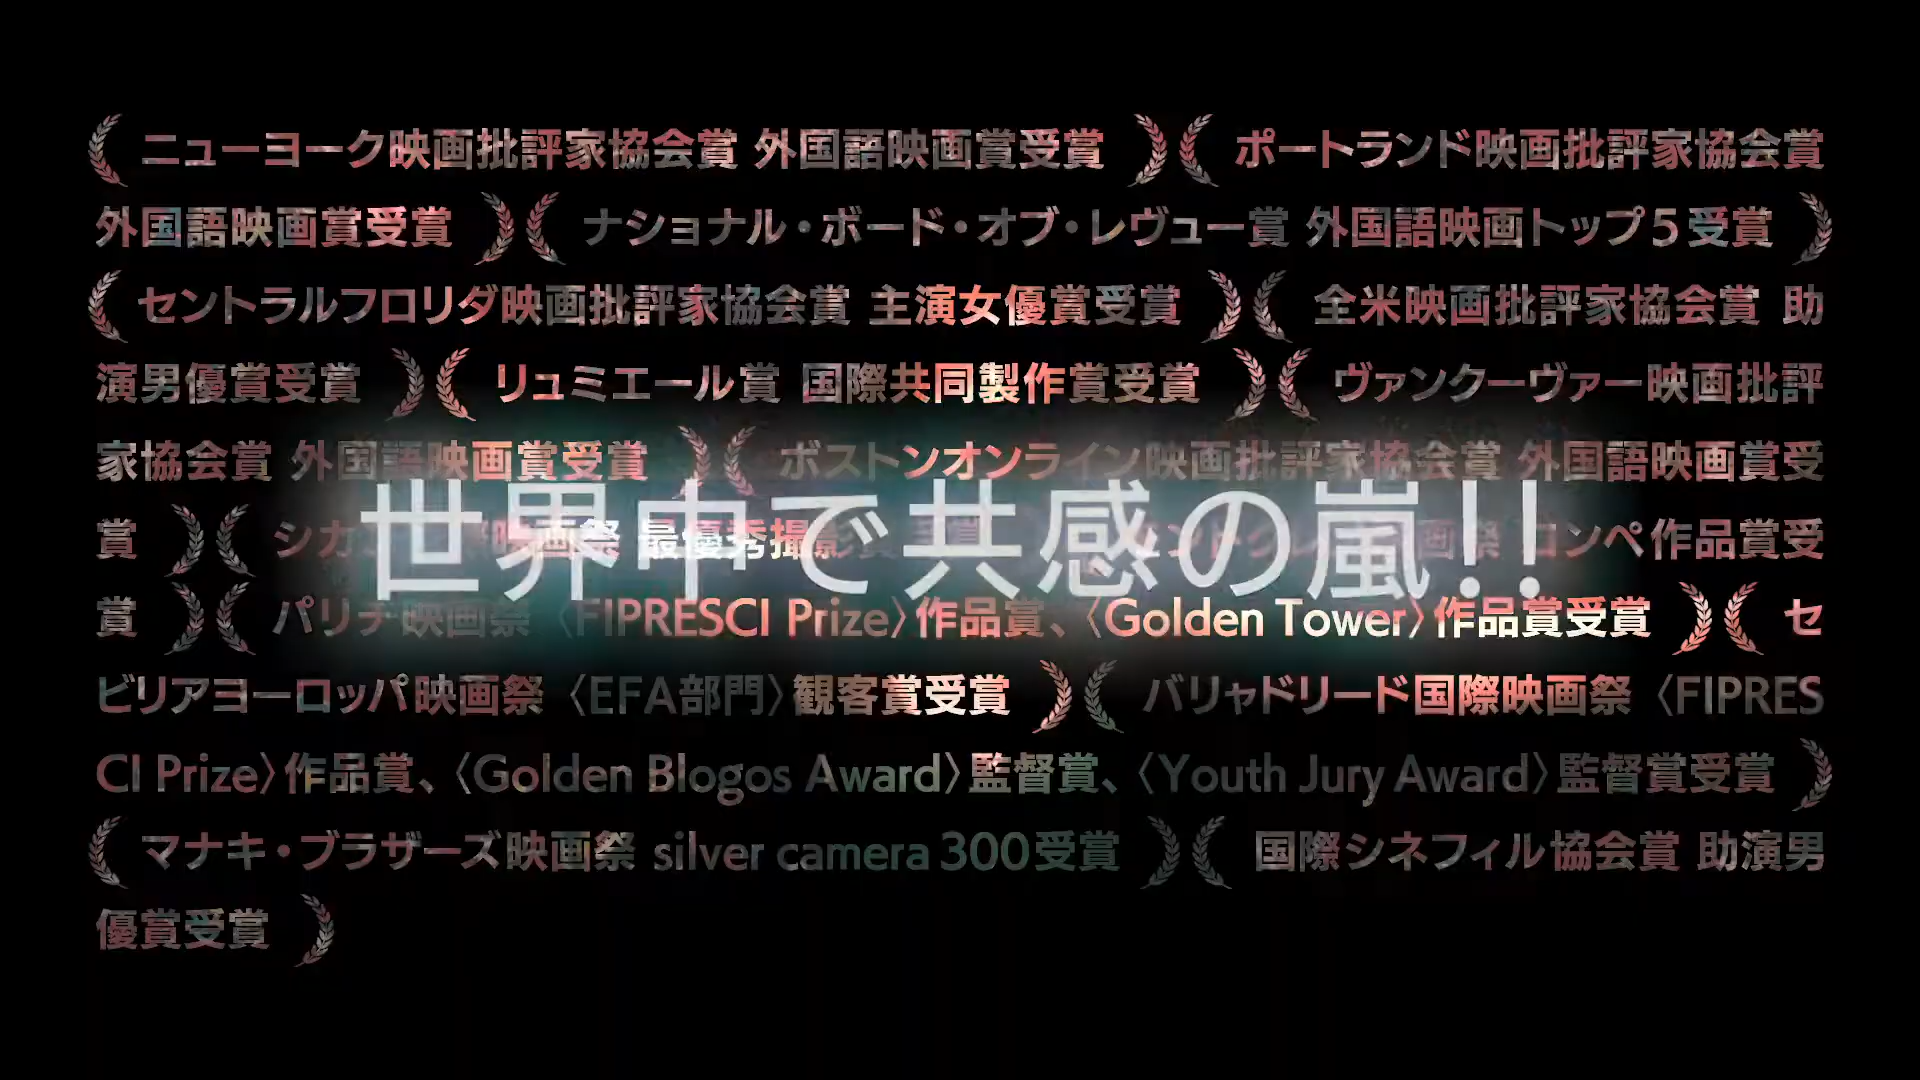 ニューヨーク映画批評家協会賞 外国語映画賞受賞 ポートランド映画批評家協会賞
外国語映画賞受賞 ナショナル・ボード・オブ・レヴュー賞 外国語映画トップ5受賞
セントラルフロリダ映画批評家協会賞 主演女優賞受賞 全米映画批評家協会賞 助
演男優賞受賞 リュミエール賞 国際共同製作賞受賞 ヴァンクーヴァー映画批評
家協会賞 外国語映画賞受賞 ボストンオンライン映画批評家協会賞 外国語映画賞受
賞 シカ 映画祭 最優秀撮影賞 映画祭 コンペ作品賞受
世界中で共感の嵐!!
賞 パリチ映画祭〈FIPRESCI Prize〉作品賞、〈Golden Tower〉作品賞受賞 セ
ビリアヨーロッパ映画祭〈EFA部門〉観客賞受賞 バリャドリード国際映画祭〈FIPRES
CI Prize〉作品賞、〈Golden Blogos Award〉監督賞、〈Youth Jury Award〉監督賞受賞
マナキ・ブラザーズ映画祭 silver camera 300受賞 国際シネフィル協会賞 助演男
優賞受賞